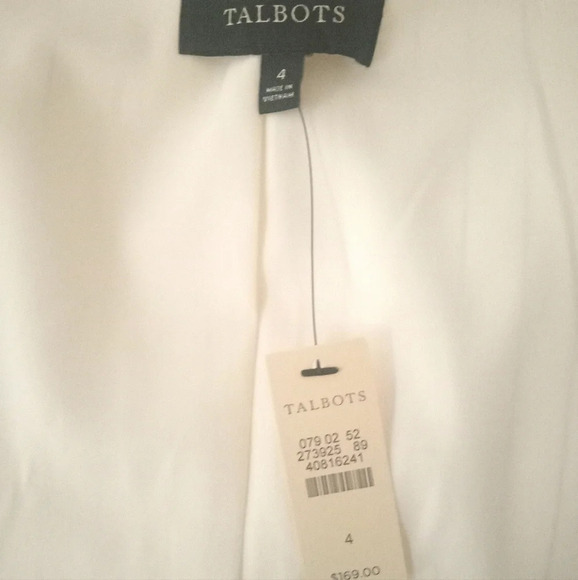 TALBOTS
4
MADE IN
VIETNAM
TALBOTS
079 02 52
273925 89
40816241
4
$169.00